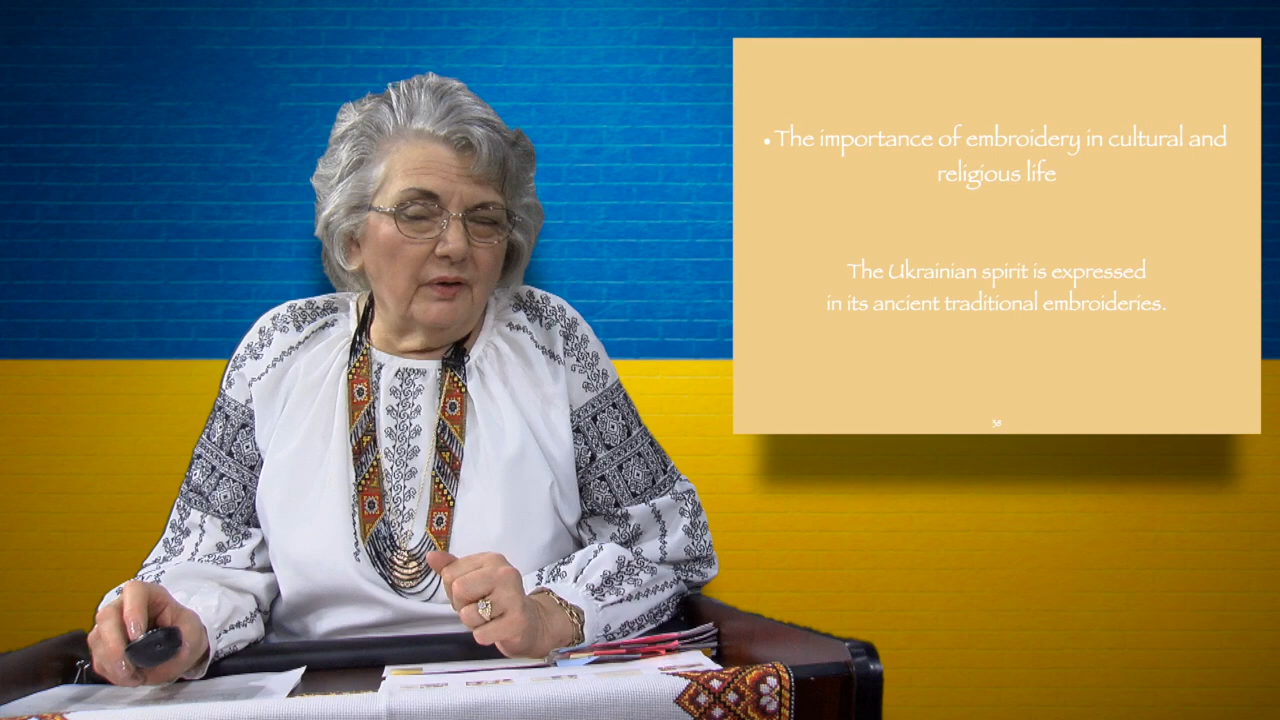 • The importance of embroidery in cultural and
religious life
The Ukrainian spirit is expressed
in its ancient traditional embroideries.
38